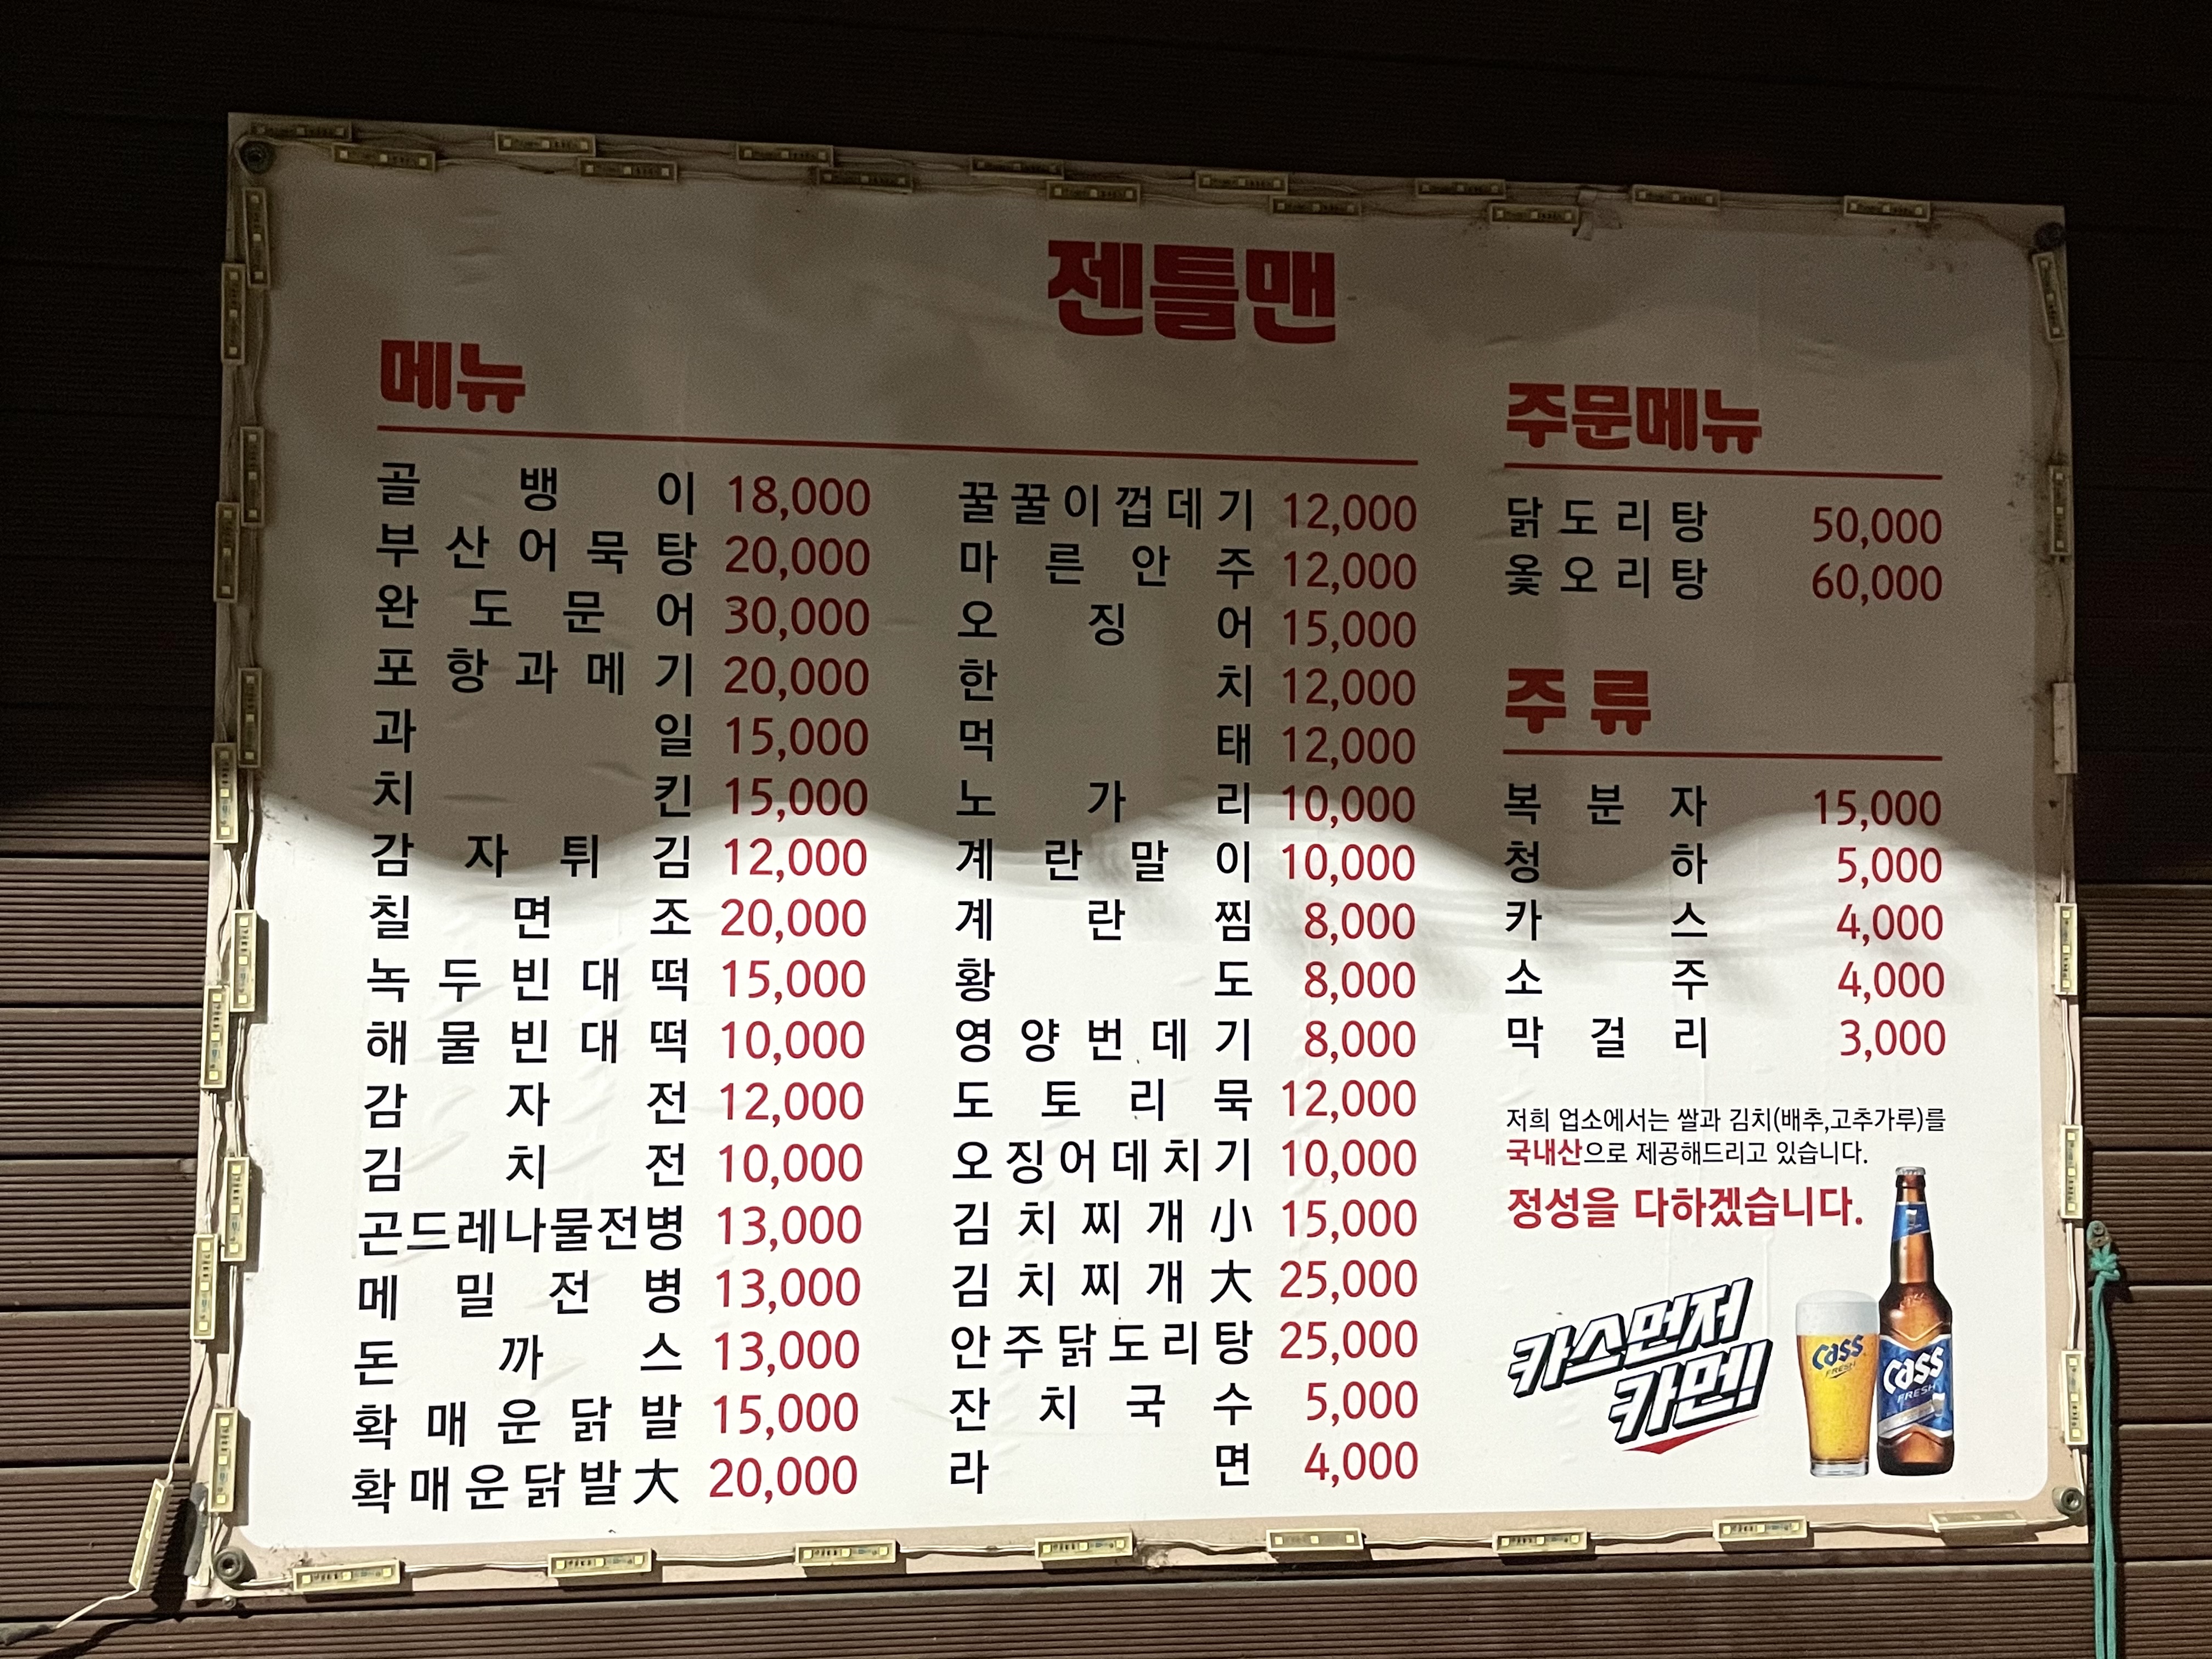 젠틀맨
메뉴
골뱅이 18,000
부산어묵탕 20,000
완도문어 30,000
포항과메기 20,000
과일 15,000
치킨 15,000
감자튀김 12,000
칠면조 20,000
녹두빈대떡 15,000
해물빈대떡 10,000
감자전 12,000
김치전 10,000
곤드레나물전병 13,000
메밀전병 13,000
돈까스 13,000
확매운닭발 15,000
확매운닭발大 20,000
꿀꿀이껍데기 12,000
마른안주 12,000
오징어 15,000
한치 12,000
먹태 12,000
노가리 10,000
계란말이 10,000
계란찜 8,000
황도 8,000
영양번데기 8,000
도토리묵 12,000
오징어데치기 10,000
김치찌개小 15,000
김치찌개大 25,000
안주닭도리탕 25,000
잔치국수 5,000
라면 4,000
주문메뉴
닭도리탕 50,000
옻오리탕 60,000
주류
복분자 15,000
청하 5,000
카스 4,000
소주 4,000
막걸리 3,000
저희 업소에서는 쌀과 김치(배추,고추가루)를
국내산으로 제공해드리고 있습니다.
정성을 다하겠습니다.
카스먼저
카먼!
Cass
FRESH
Cass
FRESH